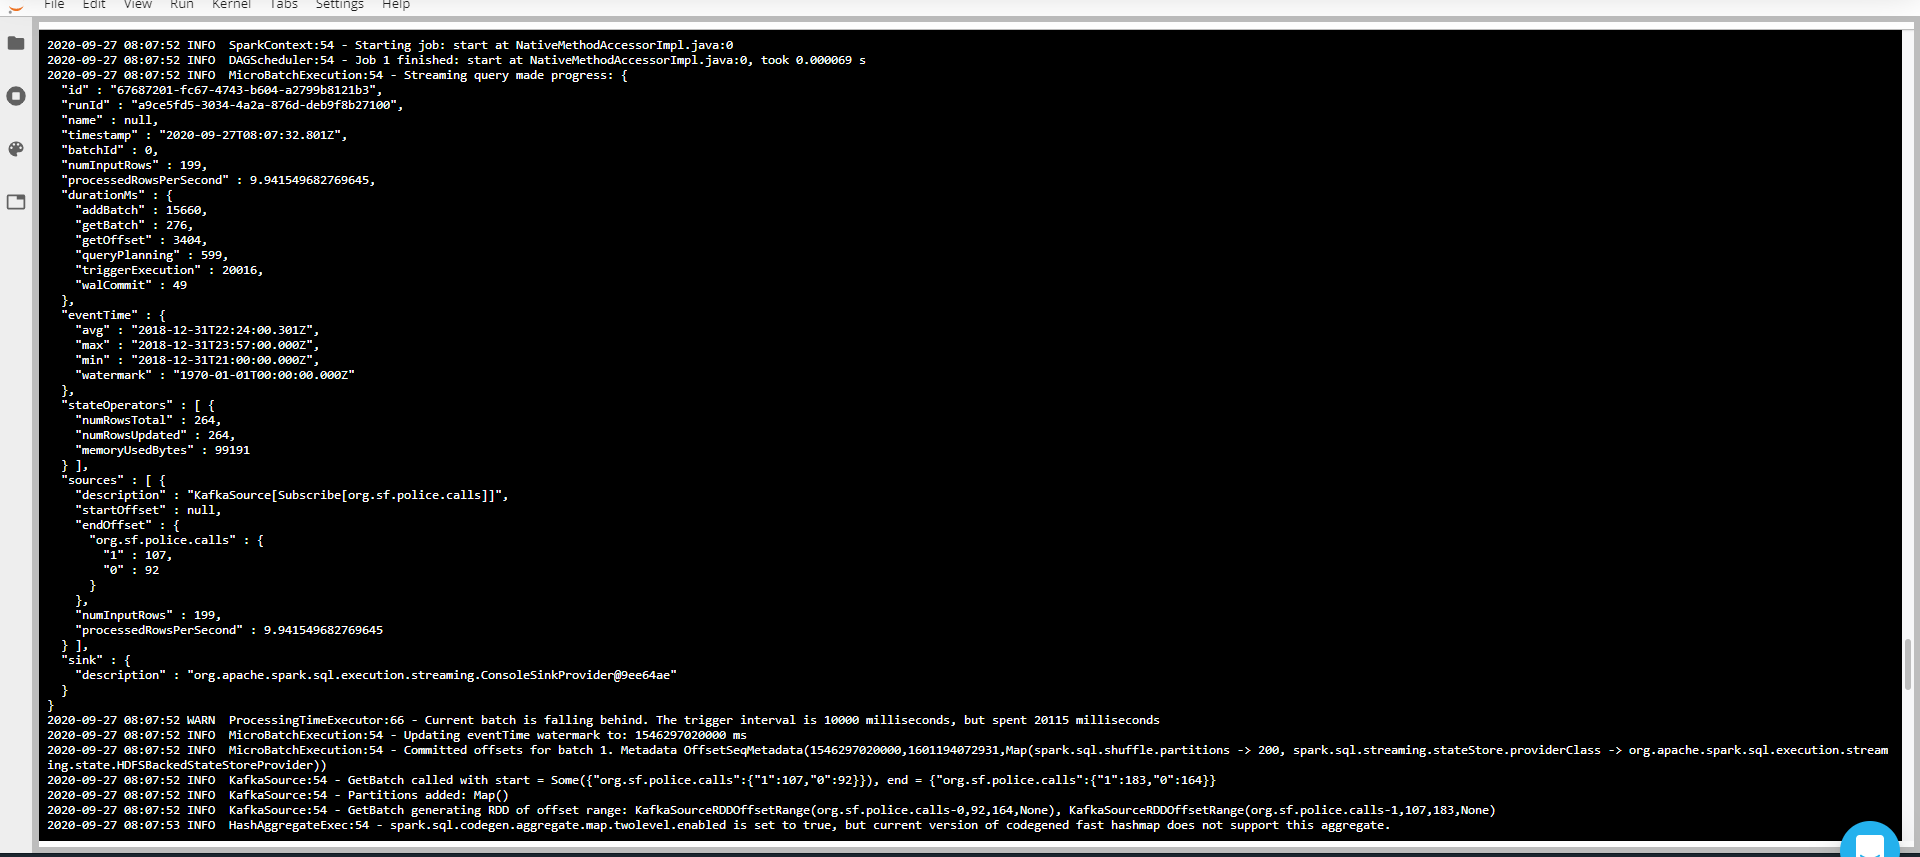 File Edit View Run Kernel Tabs Settings Help
2020-09-27 08:07:52 INFO  SparkContext:54 - Starting job: start at NativeMethodAccessorImpl.java:0
2020-09-27 08:07:52 INFO  DAGScheduler:54 - Job 1 finished: start at NativeMethodAccessorImpl.java:0, took 0.000069 s
2020-09-27 08:07:52 INFO  MicroBatchExecution:54 - Streaming query made progress: {
  "id" : "67687201-fc67-4743-b604-a2799b8121b3",
  "runId" : "a9ce5fd5-3034-4a2a-876d-deb9f8b27100",
  "name" : null,
  "timestamp" : "2020-09-27T08:07:32.801Z",
  "batchId" : 0,
  "numInputRows" : 199,
  "processedRowsPerSecond" : 9.941549682769645,
  "durationMs" : {
    "addBatch" : 15660,
    "getBatch" : 276,
    "getOffset" : 3404,
    "queryPlanning" : 599,
    "triggerExecution" : 20016,
    "walCommit" : 49
  },
  "eventTime" : {
    "avg" : "2018-12-31T22:24:00.301Z",
    "max" : "2018-12-31T23:57:00.000Z",
    "min" : "2018-12-31T21:00:00.000Z",
    "watermark" : "1970-01-01T00:00:00.000Z"
  },
  "stateOperators" : [ {
    "numRowsTotal" : 264,
    "numRowsUpdated" : 264,
    "memoryUsedBytes" : 99191
  } ],
  "sources" : [ {
    "description" : "KafkaSource[Subscribe[org.sf.police.calls]]",
    "startOffset" : null,
    "endOffset" : {
      "org.sf.police.calls" : {
        "1" : 107,
        "0" : 92
      }
    },
    "numInputRows" : 199,
    "processedRowsPerSecond" : 9.941549682769645
  } ],
  "sink" : {
    "description" : "org.apache.spark.sql.execution.streaming.ConsoleSinkProvider@9ee64ae"
  }
}
2020-09-27 08:07:52 WARN  ProcessingTimeExecutor:66 - Current batch is falling behind. The trigger interval is 10000 milliseconds, but spent 20115 milliseconds
2020-09-27 08:07:52 INFO  MicroBatchExecution:54 - Updating eventTime watermark to: 1546297020000 ms
2020-09-27 08:07:52 INFO  MicroBatchExecution:54 - Committed offsets for batch 1. Metadata OffsetSeqMetadata(1546297020000,1601194072931,Map(spark.sql.shuffle.partitions -> 200, spark.sql.streaming.stateStore.providerClass -> org.apache.spark.sql.execution.stream
ing.state.HDFSBackedStateStoreProvider))
2020-09-27 08:07:52 INFO  KafkaSource:54 - GetBatch called with start = Some({"org.sf.police.calls":{"1":107,"0":92}}), end = {"org.sf.police.calls":{"1":183,"0":164}}
2020-09-27 08:07:52 INFO  KafkaSource:54 - Partitions added: Map()
2020-09-27 08:07:52 INFO  KafkaSource:54 - GetBatch generating RDD of offset range: KafkaSourceRDDOffsetRange(org.sf.police.calls-0,92,164,None), KafkaSourceRDDOffsetRange(org.sf.police.calls-1,107,183,None)
2020-09-27 08:07:53 INFO  HashAggregateExec:54 - spark.sql.codegen.aggregate.map.twolevel.enabled is set to true, but current version of codegened fast hashmap does not support this aggregate.